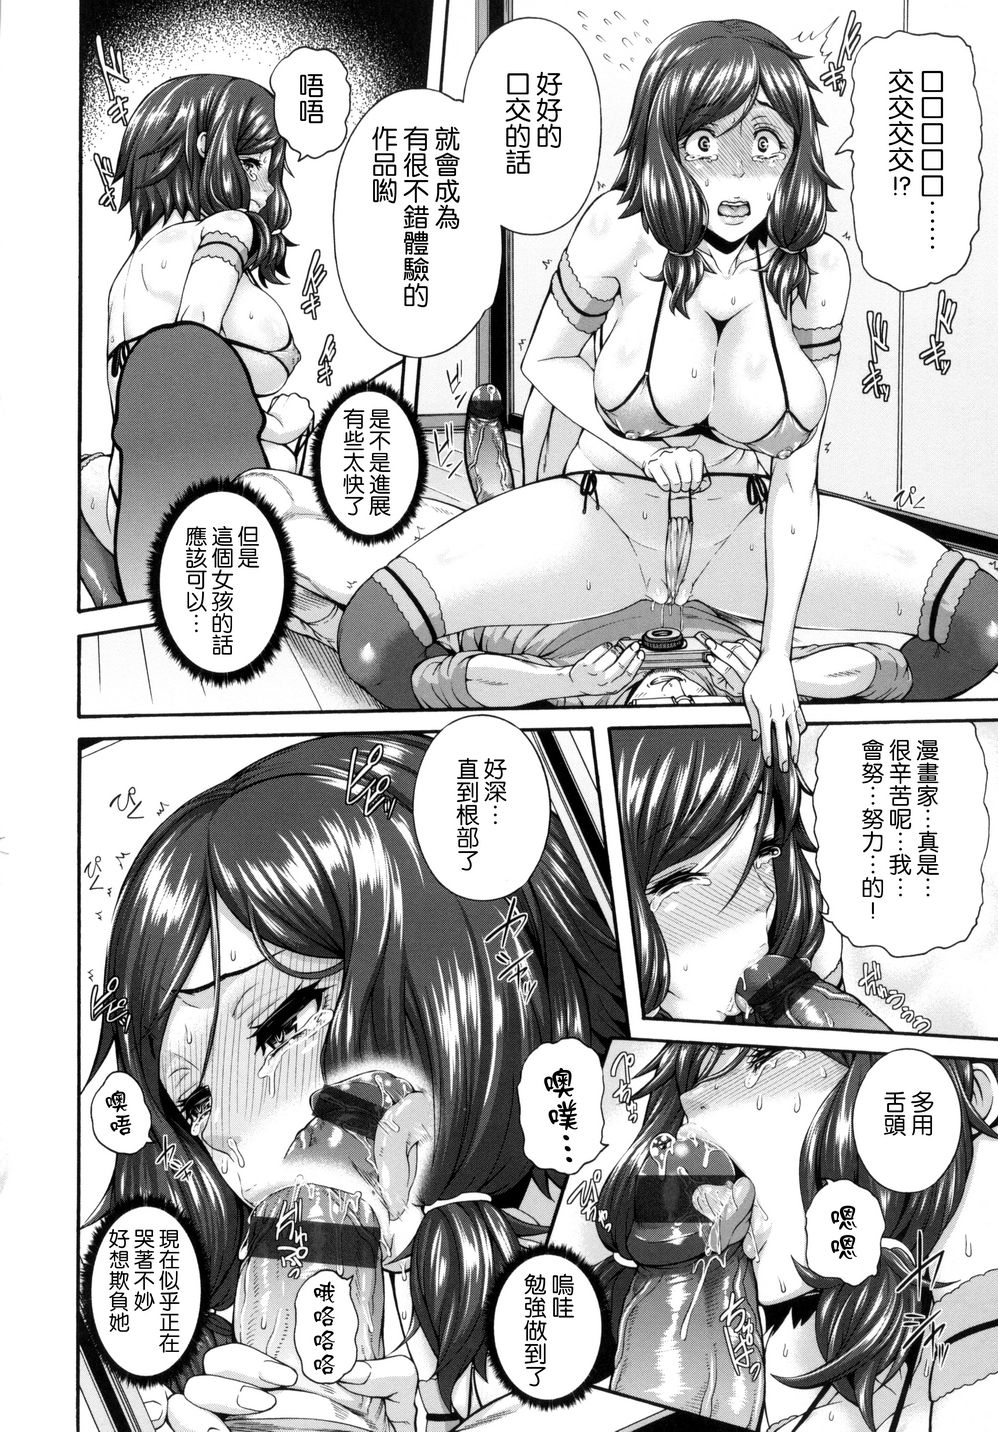 口口口口口……
交交交交!?
好好的
口交的話
就會成為
有很不錯體驗的
作品喲
唔唔
是不是進展
有些太快了
但是
這個女孩的話
應該可以…
漫畫家…真是…
很辛苦呢…我…
會努…努力…的!
多用
舌頭
嗯嗯
好深…
直到根部了
噢噗…
噢唔
嗚哇
勉強做到了
哦咯咯咯
現在似乎正在
哭著不妙
好想欺負她
ぴく
ぴく